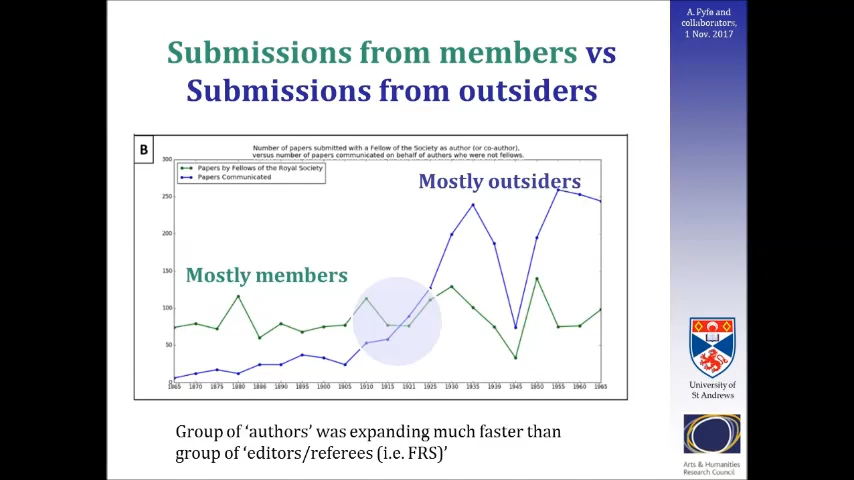 A. Fyfe and
collaborators,
1 Nov. 2017
Submissions from members vs
Submissions from outsiders
B
Number of papers submitted with a Fellow of the Society as author (or co-author),
versus number of papers communicated on behalf of authors who were not fellows.
Papers by Fellows of the Royal Society
Papers Communicated
Mostly outsiders
Mostly members
300
250
200
150
100
50
0
1965 1870 1875 1880 1886 1890 1895 1900 1905 1910 1915 1921 1925 1930 1935 1939 1945 1950 1955 1960 1965
Group of ‘authors’ was expanding much faster than
group of ‘editors/referees (i.e. FRS)’
University of
St Andrews
Arts & Humanities
Research Council